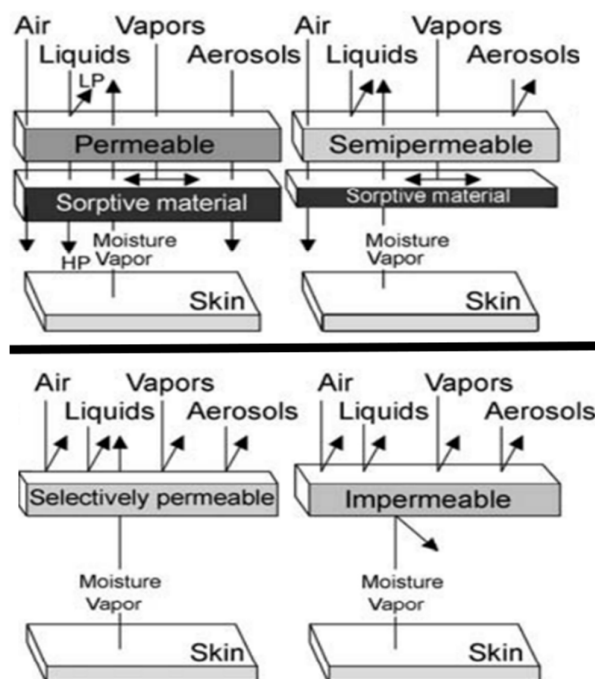 Air
Vapors
Liquids
Aerosols
LP
Permeable
Sorptive material
Moisture
HP
Vapor
Skin
Air
Vapors
Liquids
Aerosols
Semipermeable
Sorptive material
Moisture
Vapor
Skin
Air
Vapors
Liquids
Aerosols
Selectively permeable
Moisture
Vapor
Skin
Air
Vapors
Liquids
Aerosols
Impermeable
Moisture
Vapor
Skin